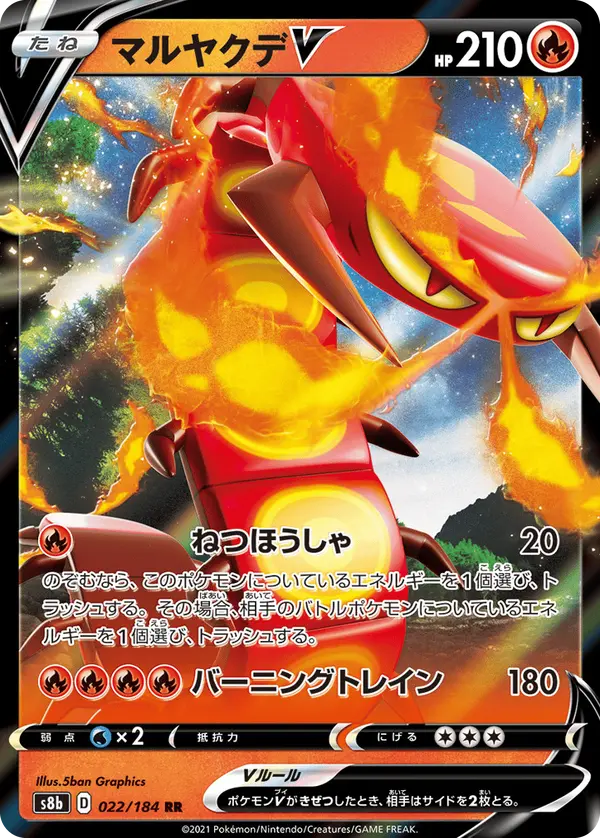 たね マルヤクデV HP 210
ねつほうしゃ 20
のぞむなら、このポケモンについているエネルギーを1個選び、ト
ラッシュする。その場合、相手のバトルポケモンについているエネ
ルギーを1個選び、トラッシュする。
バーニングトレイン 180
弱点 ×2 抵抗力 にげる
Illus.5ban Graphics
Vルール
s8b D 022/184 RR
ポケモンVがきぜつしたとき、相手はサイドを2枚とる。
©2021 Pokémon/Nintendo/Creatures/GAME FREAK.